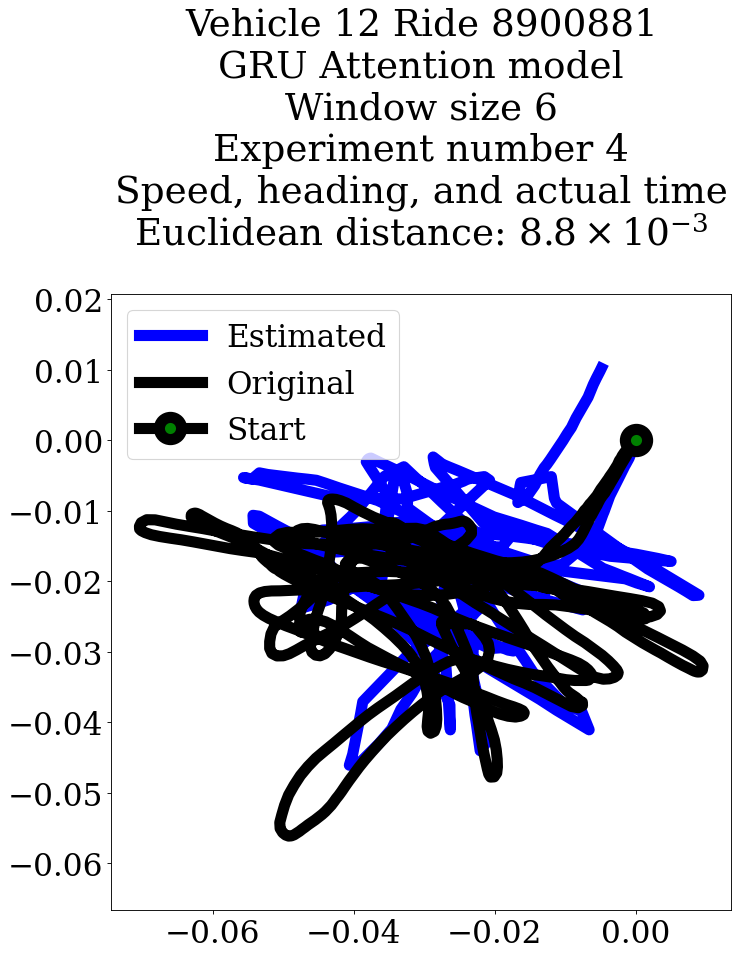 Vehicle 12 Ride 8900881
GRU Attention model
Window size 6
Experiment number 4
Speed, heading, and actual time
Euclidean distance: 8.8 × 10⁻³
0.02
0.01
0.00
−0.01
−0.02
−0.03
−0.04
−0.05
−0.06
Estimated
Original
Start
−0.06 −0.04 −0.02 0.00